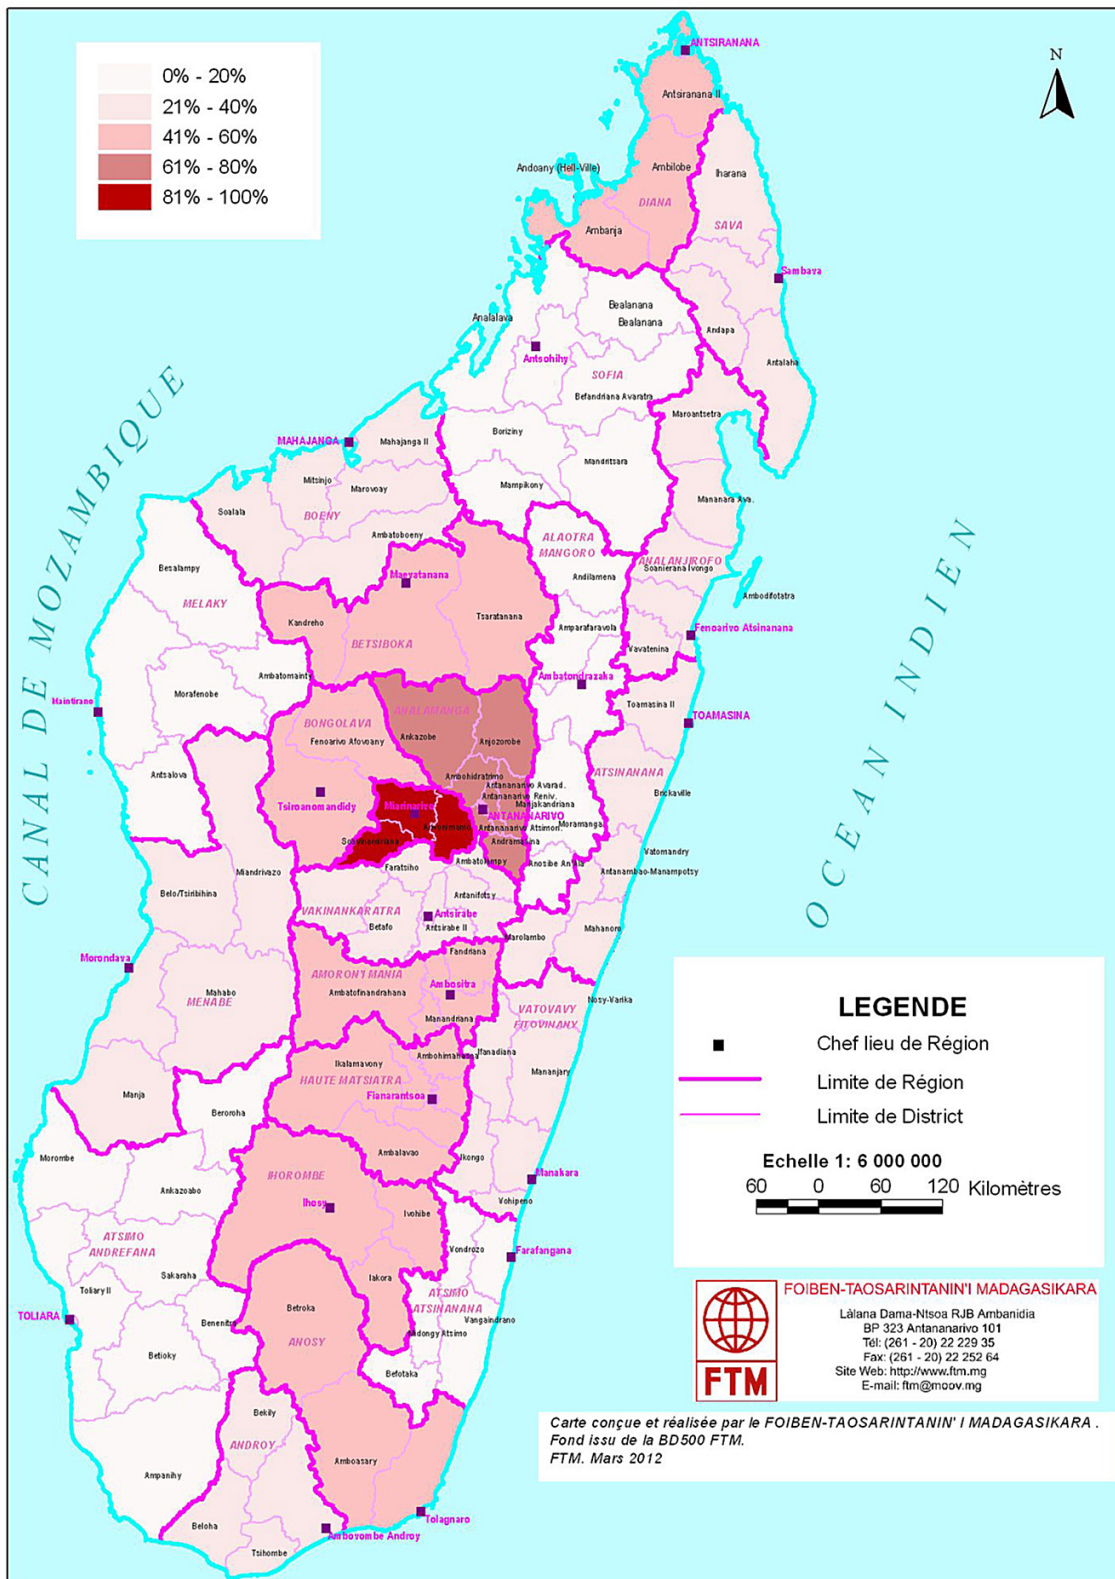 0% - 20%
21% - 40%
41% - 60%
61% - 80%
81% - 100%
N
ANTSIRANANA
Antsiranana II
Andoany (Hell-Ville)
Ambilobe
Iharana
DIANA
SAVA
Ambanja
Sambava
Bealanana
Bealanana
Analalava
Andapa
Antsohihy
Antalaha
SOFIA
Befandriana Avaratra
Maroantsetra
Boriziny
MAHAJANGA
Mahajanga II
Mandritsara
Mitsinjo
Marovoay
Mampikony
Mananara Ava.
Soalala
BOENY
Ambatoboeny
ALAOTRA
MANGORO
ANALANJIROFO
Soanierana Ivongo
Besalampy
Maevatanana
Andilamena
Ambodifotatra
MELAKY
Tsaratanana
Kandreho
Amparafaravola
Fenoarivo Atsinanana
BETSIBOKA
Vavatenina
Ambatomainty
Ambatondrazaka
Morafenobe
Maintirano
Toamasina II
ANALAMANGA
BONGOLAVA
TOAMASINA
Ankazobe
Anjozorobe
Fenoarivo Afovoany
Antsalova
ATSINANANA
Ambohidratrimo
Antananarivo Avarad.
Brickaville
Tsiroanomandidy
Antananarivo Reniv.
Manjakandriana
Miarinarivo
ANTANANARIVO
Moramanga
Arivonimamo
Antananarivo Atsimon.
Soavinandriana
Andramasina
Vatomandry
Ambatolampy
Anosibe An'Ala
Faratsiho
Miandrivazo
Antanambao-Manampotsy
Belo/Tsiribihina
Antanifotsy
VAKINANKARATRA
Antsirabe
Betafo
Antsirabe II
Mahanoro
Marolambo
Fandriana
Morondava
AMORON'I MANIA
Ambositra
Mahabo
Ambatofinandrahana
MENABE
Nosy-Varika
VATOVAVY
FITOVINANY
Manandriana
Ambohimahasoa
Ifanadiana
Ikalamavony
Mananjary
HAUTE MATSIATRA
Manja
Fianarantsoa
Beroroha
Ambalavao
Ikongo
Morombe
IHOROMBE
Manakara
Ankazoabo
Vohipeno
Ihosy
Ivohibe
ATSIMO
ANDREFANA
Vondrozo
Farafangana
Sakaraha
Iakora
Toliary II
ATSIMO
ATSINANANA
Betroka
TOLIARA
Benenitra
Vangaindrano
ANOSY
Midongy Atsimo
Betioky
Befotaka
Bekily
ANDROY
Amboasary
Ampanihy
Tolagnaro
Beloha
Ambovombe Androy
Tsihombe
CANAL DE MOZAMBIQUE
OCEAN INDIEN
LEGENDE
Chef lieu de Région
Limite de Région
Limite de District
Echelle 1: 6 000 000
60 0 60 120 Kilomètres
FOIBEN-TAOSARINTANIN'I MADAGASIKARA
Làlana Dama-Ntsoa RJB Ambanidia
BP 323 Antananarivo 101
Tél: (261 - 20) 22 229 35
Fax: (261 - 20) 22 252 64
Site Web: http://www.ftm.mg
E-mail: ftm@moov.mg
FTM
Carte conçue et réalisée par le FOIBEN-TAOSARINTANIN' I MADAGASIKARA .
Fond issu de la BD500 FTM.
FTM. Mars 2012